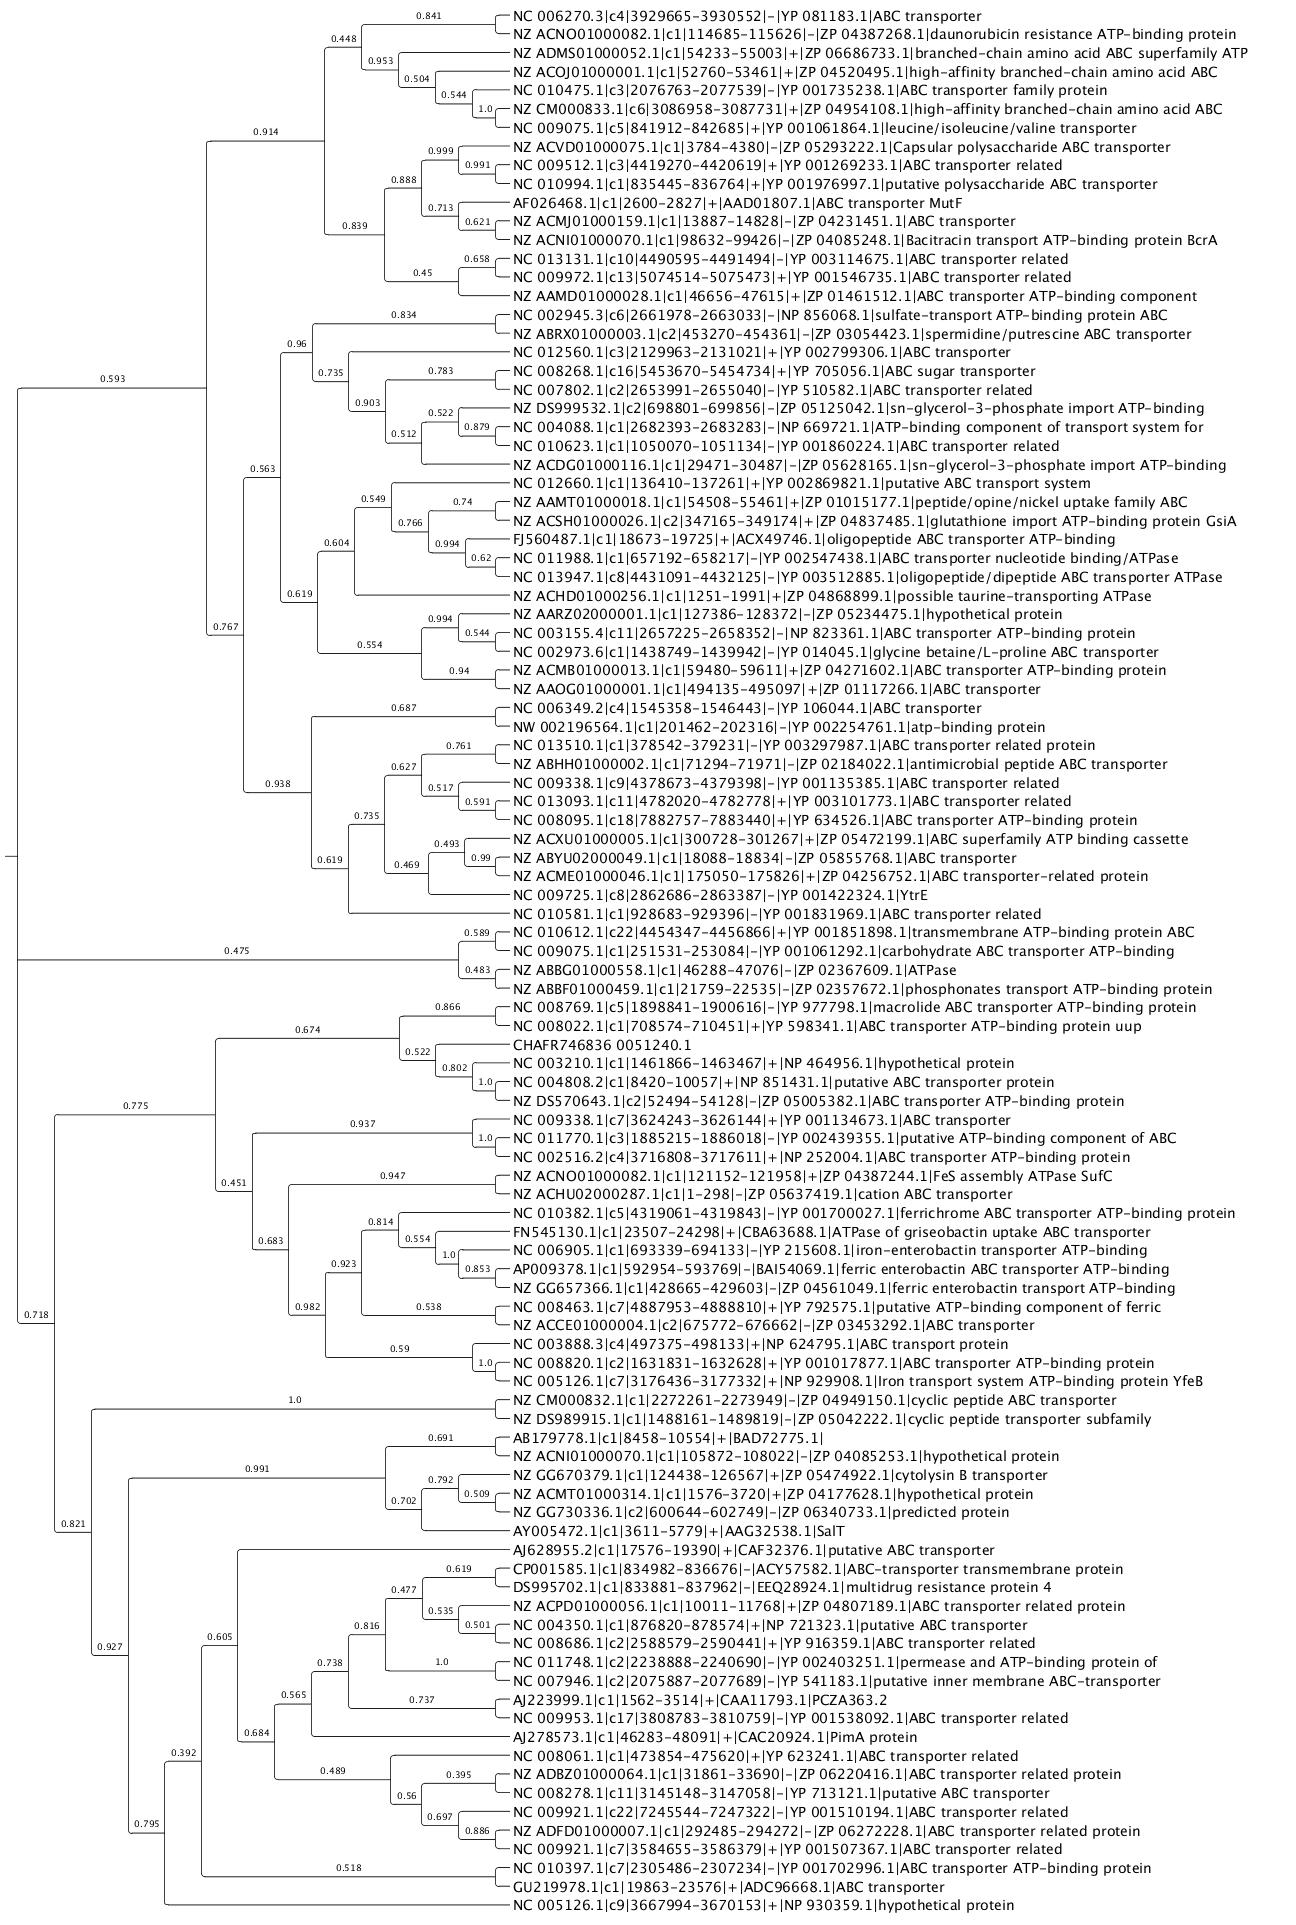 0.841
NC 006270.3|c4|3929665-3930552|-|YP 081183.1|ABC transporter
NZ ACNO01000082.1|c1|114685-115626|-|ZP 04387268.1|daunorubicin resistance ATP-binding protein
0.448
NZ ADMS01000052.1|c1|54233-55003|+|ZP 06686733.1|branched-chain amino acid ABC superfamily ATP
0.953
NZ ACOJ01000001.1|c1|52760-53461|+|ZP 04520495.1|high-affinity branched-chain amino acid ABC
0.504
NC 010475.1|c3|2076763-2077539|-|YP 001735238.1|ABC transporter family protein
0.544
1.0
NZ CM000833.1|c6|3086958-3087731|+|ZP 04954108.1|high-affinity branched-chain amino acid ABC
NC 009075.1|c5|841912-842685|+|YP 001061864.1|leucine/isoleucine/valine transporter
0.914
NZ ACVD01000075.1|c1|3784-4380|-|ZP 05293222.1|Capsular polysaccharide ABC transporter
0.999
0.991
NC 009512.1|c3|4419270-4420619|+|YP 001269233.1|ABC transporter related
0.888
NC 010994.1|c1|835445-836764|+|YP 001976997.1|putative polysaccharide ABC transporter
AF026468.1|c1|2600-2827|+|AAD01807.1|ABC transporter MutF
0.713
0.621
NZ ACMJ01000159.1|c1|13887-14828|-|ZP 04231451.1|ABC transporter
0.839
NZ ACNI01000070.1|c1|98632-99426|-|ZP 04085248.1|Bacitracin transport ATP-binding protein BcrA
0.658
NC 013131.1|c10|4490595-4491494|-|YP 003114675.1|ABC transporter related
0.45
NC 009972.1|c13|5074514-5075473|+|YP 001546735.1|ABC transporter related
NZ AAMD01000028.1|c1|46656-47615|+|ZP 01461512.1|ABC transporter ATP-binding component
0.834
NC 002945.3|c6|2661978-2663033|-|NP 856068.1|sulfate-transport ATP-binding protein ABC
NZ ABRX01000003.1|c2|453270-454361|-|ZP 03054423.1|spermidine/putrescine ABC transporter
0.96
NC 012560.1|c3|2129963-2131021|+|YP 002799306.1|ABC transporter
0.735
0.783
NC 008268.1|c16|5453670-5454734|+|YP 705056.1|ABC sugar transporter
0.593
NC 007802.1|c2|2653991-2655040|-|YP 510582.1|ABC transporter related
0.903
NZ DS999532.1|c2|698801-699856|-|ZP 05125042.1|sn-glycerol-3-phosphate import ATP-binding
0.522
0.879
NC 004088.1|c1|2682393-2683283|-|NP 669721.1|ATP-binding component of transport system for
0.512
NC 010623.1|c1|1050070-1051134|-|YP 001860224.1|ABC transporter related
NZ ACDG01000116.1|c1|29471-30487|-|ZP 05628165.1|sn-glycerol-3-phosphate import ATP-binding
0.563
NC 012660.1|c1|136410-137261|+|YP 002869821.1|putative ABC transport system
0.549
0.74
NZ AAMT01000018.1|c1|54508-55461|+|ZP 01015177.1|peptide/opine/nickel uptake family ABC
0.766
NZ ACSH01000026.1|c2|347165-349174|+|ZP 04837485.1|glutathione import ATP-binding protein GsiA
FJ560487.1|c1|18673-19725|+|ACX49746.1|oligopeptide ABC transporter ATP-binding
0.604
0.994
0.62
NC 011988.1|c1|657192-658217|-|YP 002547438.1|ABC transporter nucleotide binding/ATPase
NC 013947.1|c8|4431091-4432125|-|YP 003512885.1|oligopeptide/dipeptide ABC transporter ATPase
0.619
NZ ACHD01000256.1|c1|1251-1991|+|ZP 04868899.1|possible taurine-transporting ATPase
NZ AARZ02000001.1|c1|127386-128372|-|ZP 05234475.1|hypothetical protein
0.767
0.994
0.544
NC 003155.4|c11|2657225-2658352|-|NP 823361.1|ABC transporter ATP-binding protein
0.554
NC 002973.6|c1|1438749-1439942|-|YP 014045.1|glycine betaine/L-proline ABC transporter
0.94
NZ ACMB01000013.1|c1|59480-59611|+|ZP 04271602.1|ABC transporter ATP-binding protein
NZ AAOG01000001.1|c1|494135-495097|+|ZP 01117266.1|ABC transporter
0.687
NC 006349.2|c4|1545358-1546443|-|YP 106044.1|ABC transporter
NW 002196564.1|c1|201462-202316|-|YP 002254761.1|atp-binding protein
0.761
NC 013510.1|c1|378542-379231|-|YP 003297987.1|ABC transporter related protein
0.627
NZ ABHH01000002.1|c1|71294-71971|-|ZP 02184022.1|antimicrobial peptide ABC transporter
0.938
NC 009338.1|c9|4378673-4379398|-|YP 001135385.1|ABC transporter related
0.517
0.591
NC 013093.1|c11|4782020-4782778|+|YP 003101773.1|ABC transporter related
0.735
NC 008095.1|c18|7882757-7883440|+|YP 634526.1|ABC transporter ATP-binding protein
NZ ACXU01000005.1|c1|300728-301267|+|ZP 05472199.1|ABC superfamily ATP binding cassette
0.493
0.99
NZ ABYU02000049.1|c1|18088-18834|-|ZP 05855768.1|ABC transporter
0.619
0.469
NZ ACME01000046.1|c1|175050-175826|+|ZP 04256752.1|ABC transporter-related protein
NC 009725.1|c8|2862686-2863387|-|YP 001422324.1|YtrE
NC 010581.1|c1|928683-929396|-|YP 001831969.1|ABC transporter related
0.589
NC 010612.1|c22|4454347-4456866|+|YP 001851898.1|transmembrane ATP-binding protein ABC
0.475
NC 009075.1|c1|251531-253084|-|YP 001061292.1|carbohydrate ABC transporter ATP-binding
0.483
NZ ABBG01000558.1|c1|46288-47076|-|ZP 02367609.1|ATPase
NZ ABBF01000459.1|c1|21759-22535|-|ZP 02357672.1|phosphonates transport ATP-binding protein
0.866
NC 008769.1|c5|1898841-1900616|-|YP 977798.1|macrolide ABC transporter ATP-binding protein
0.674
NC 008022.1|c1|708574-710451|+|YP 598341.1|ABC transporter ATP-binding protein uup
0.522
CHAFR746836 0051240.1
0.802
NC 003210.1|c1|1461866-1463467|+|NP 464956.1|hypothetical protein
1.0
NC 004808.2|c1|8420-10057|+|NP 851431.1|putative ABC transporter protein
NZ DS570643.1|c2|52494-54128|-|ZP 05005382.1|ABC transporter ATP-binding protein
0.775
NC 009338.1|c7|3624243-3626144|+|YP 001134673.1|ABC transporter
0.937
1.0
NC 011770.1|c3|1885215-1886018|-|YP 002439355.1|putative ATP-binding component of ABC
NC 002516.2|c4|3716808-3717611|+|NP 252004.1|ABC transporter ATP-binding protein
0.947
NZ ACNO01000082.1|c1|121152-121958|+|ZP 04387244.1|FeS assembly ATPase SufC
0.451
NZ ACHU02000287.1|c1|1-298|-|ZP 05637419.1|cation ABC transporter
NC 010382.1|c5|4319061-4319843|-|YP 001700027.1|ferrichrome ABC transporter ATP-binding protein
0.814
FN545130.1|c1|23507-24298|+|CBA63688.1|ATPase of griseobactin uptake ABC transporter
0.683
0.554
NC 006905.1|c1|693339-694133|-|YP 215608.1|iron-enterobactin transporter ATP-binding
1.0
0.923
0.853
AP009378.1|c1|592954-593769|-|BAI54069.1|ferric enterobactin ABC transporter ATP-binding
NZ GG657366.1|c1|428665-429603|-|ZP 04561049.1|ferric enterobactin transport ATP-binding
0.982
0.538
NC 008463.1|c7|4887953-4888810|+|YP 792575.1|putative ATP-binding component of ferric
0.718
NZ ACCE01000004.1|c2|675772-676662|-|ZP 03453292.1|ABC transporter
NC 003888.3|c4|497375-498133|+|NP 624795.1|ABC transport protein
0.59
1.0
NC 008820.1|c2|1631831-1632628|+|YP 001017877.1|ABC transporter ATP-binding protein
NC 005126.1|c7|3176436-3177332|+|NP 929908.1|Iron transport system ATP-binding protein YfeB
1.0
NZ CM000832.1|c1|2272261-2273949|-|ZP 04949150.1|cyclic peptide ABC transporter
NZ DS989915.1|c1|1488161-1489819|-|ZP 05042222.1|cyclic peptide transporter subfamily
0.691
AB179778.1|c1|8458-10554|+|BAD72775.1|
NZ ACNI01000070.1|c1|105872-108022|-|ZP 04085253.1|hypothetical protein
0.991
NZ GG670379.1|c1|124438-126567|+|ZP 05474922.1|cytolysin B transporter
0.792
0.509
NZ ACMT01000314.1|c1|1576-3720|+|ZP 04177628.1|hypothetical protein
0.702
NZ GG730336.1|c2|600644-602749|-|ZP 06340733.1|predicted protein
0.821
AY005472.1|c1|3611-5779|+|AAG32538.1|SalT
AJ628955.2|c1|17576-19390|+|CAF32376.1|putative ABC transporter
0.619
CP001585.1|c1|834982-836676|-|ACY57582.1|ABC-transporter transmembrane protein
0.477
DS995702.1|c1|833881-837962|-|EEQ28924.1|multidrug resistance protein 4
NZ ACPD01000056.1|c1|10011-11768|+|ZP 04807189.1|ABC transporter related protein
0.535
0.501
NC 004350.1|c1|876820-878574|+|NP 721323.1|putative ABC transporter
0.816
0.605
NC 008686.1|c2|2588579-2590441|+|YP 916359.1|ABC transporter related
0.927
1.0
NC 011748.1|c2|2238888-2240690|-|YP 002403251.1|permease and ATP-binding protein of
0.738
NC 007946.1|c2|2075887-2077689|-|YP 541183.1|putative inner membrane ABC-transporter
0.565
0.737
AJ223999.1|c1|1562-3514|+|CAA11793.1|PCZA363.2
NC 009953.1|c17|3808783-3810759|-|YP 001538092.1|ABC transporter related
0.684
AJ278573.1|c1|46283-48091|+|CAC20924.1|PimA protein
0.392
NC 008061.1|c1|473854-475620|+|YP 623241.1|ABC transporter related
0.489
0.395
NZ ADBZ01000064.1|c1|31861-33690|-|ZP 06220416.1|ABC transporter related protein
0.56
NC 008278.1|c11|3145148-3147058|-|YP 713121.1|putative ABC transporter
NC 009921.1|c22|7245544-7247322|-|YP 001510194.1|ABC transporter related
0.795
0.697
0.886
NZ ADFD01000007.1|c1|292485-294272|-|ZP 06272228.1|ABC transporter related protein
NC 009921.1|c7|3584655-3586379|+|YP 001507367.1|ABC transporter related
0.518
NC 010397.1|c7|2305486-2307234|-|YP 001702996.1|ABC transporter ATP-binding protein
GU219978.1|c1|19863-23576|+|ADC96668.1|ABC transporter
NC 005126.1|c9|3667994-3670153|+|NP 930359.1|hypothetical protein